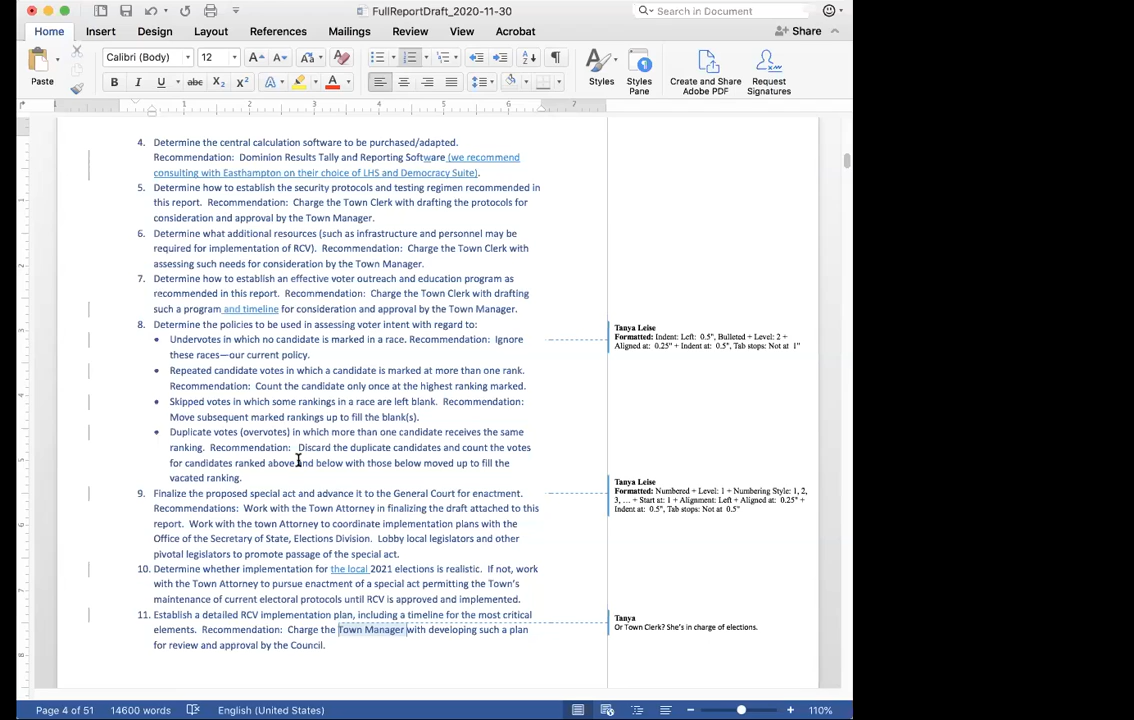 FullReportDraft_2020-11-30
Search in Document
Home Insert Design Layout References Mailings Review View Acrobat
Share
Paste
Calibri (Body) 12
Styles
Styles Pane
Create and Share Adobe PDF
Request Signatures
1 2 3 4 5 6 7
4. Determine the central calculation software to be purchased/adapted.
Recommendation: Dominion Results Tally and Reporting Software (we recommend
consulting with Easthampton on their choice of LHS and Democracy Suite).
5. Determine how to establish the security protocols and testing regimen recommended in
this report. Recommendation: Charge the Town Clerk with drafting the protocols for
consideration and approval by the Town Manager.
6. Determine what additional resources (such as infrastructure and personnel may be
required for implementation of RCV). Recommendation: Charge the Town Clerk with
assessing such needs for consideration by the Town Manager.
7. Determine how to establish an effective voter outreach and education program as
recommended in this report. Recommendation: Charge the Town Clerk with drafting
such a program and timeline for consideration and approval by the Town Manager.
8. Determine the policies to be used in assessing voter intent with regard to:
• Undervotes in which no candidate is marked in a race. Recommendation: Ignore
these races—our current policy.
• Repeated candidate votes in which a candidate is marked at more than one rank.
Recommendation: Count the candidate only once at the highest ranking marked.
• Skipped votes in which some rankings in a race are left blank. Recommendation:
Move subsequent marked rankings up to fill the blank(s).
• Duplicate votes (overvotes) in which more than one candidate receives the same
ranking. Recommendation: Discard the duplicate candidates and count the votes
for candidates ranked above and below with those below moved up to fill the
vacated ranking.
9. Finalize the proposed special act and advance it to the General Court for enactment.
Recommendations: Work with the Town Attorney in finalizing the draft attached to this
report. Work with the town Attorney to coordinate implementation plans with the
Office of the Secretary of State, Elections Division. Lobby local legislators and other
pivotal legislators to promote passage of the special act.
10. Determine whether implementation for the local 2021 elections is realistic. If not, work
with the Town Attorney to pursue enactment of a special act permitting the Town's
maintenance of current electoral protocols until RCV is approved and implemented.
11. Establish a detailed RCV implementation plan, including a timeline for the most critical
elements. Recommendation: Charge the Town Manager with developing such a plan
for review and approval by the Council.
Tanya Leise
Formatted: Indent: Left: 0.5", Bulleted + Level: 2 +
Aligned at: 0.25" + Indent at: 0.5", Tab stops: Not at 1"
Tanya Leise
Formatted: Numbered + Level: 1 + Numbering Style: 1, 2,
3, … + Start at: 1 + Alignment: Left + Aligned at: 0.25" +
Indent at: 0.5", Tab stops: Not at 0.5"
Tanya
Or Town Clerk? She's in charge of elections.
Page 4 of 51 14600 words English (United States) 110%